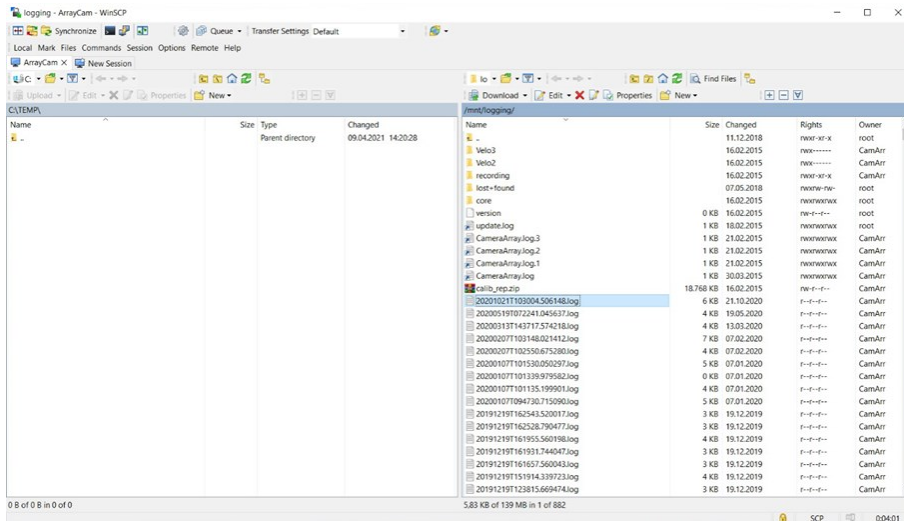 logging - ArrayCam - WinSCP
Synchronize Queue Transfer Settings Default
Local Mark Files Commands Session Options Remote Help
ArrayCam X New Session
C: lo Find Files
Upload Edit Properties New Download Edit Properties New
C:\TEMP\ /mnt/logging/
Name Size Type Changed Name Size Changed Rights Owner
.. Parent directory 09.04.2021 14:20:28 .. 11.12.2018 rwxr-xr-x root
Velo3 16.02.2015 rwx------ CamArr
Velo2 16.02.2015 rwx------ CamArr
recording 16.02.2015 rwxr-xr-x CamArr
lost+found 07.05.2018 rwxrw-rw- root
core 16.02.2015 rwxrwxrwx root
version 0 KB 16.02.2015 rw-r--r-- root
update.log 1 KB 18.02.2015 rwxrwxrwx root
CameraArray.log.3 1 KB 21.02.2015 rwxrwxrwx CamArr
CameraArray.log.2 1 KB 21.02.2015 rwxrwxrwx CamArr
CameraArray.log.1 1 KB 21.02.2015 rwxrwxrwx CamArr
CameraArray.log 1 KB 30.03.2015 rwxrwxrwx CamArr
calib_rep.zip 18.768 KB 16.02.2015 rw-r--r-- CamArr
20201021T103004.506148.log 6 KB 21.10.2020 r--r--r-- CamArr
20200519T072241.045637.log 4 KB 19.05.2020 r--r--r-- CamArr
20200313T143717.574218.log 4 KB 13.03.2020 r--r--r-- CamArr
20200207T103148.021412.log 7 KB 07.02.2020 r--r--r-- CamArr
20200207T102550.675280.log 4 KB 07.02.2020 r--r--r-- CamArr
20200107T101530.050297.log 5 KB 07.01.2020 r--r--r-- CamArr
20200107T101339.979582.log 0 KB 07.01.2020 r--r--r-- CamArr
20200107T101135.199901.log 4 KB 07.01.2020 r--r--r-- CamArr
20200107T094730.715090.log 5 KB 07.01.2020 r--r--r-- CamArr
20191219T162543.520017.log 3 KB 19.12.2019 r--r--r-- CamArr
20191219T162528.790477.log 3 KB 19.12.2019 r--r--r-- CamArr
20191219T161955.560198.log 4 KB 19.12.2019 r--r--r-- CamArr
20191219T161931.744047.log 3 KB 19.12.2019 r--r--r-- CamArr
20191219T161657.560043.log 3 KB 19.12.2019 r--r--r-- CamArr
20191219T151914.339723.log 4 KB 19.12.2019 r--r--r-- CamArr
20191219T123815.669474.log 3 KB 19.12.2019 r--r--r-- CamArr
0 B of 0 B in 0 of 0 5,83 KB of 139 MB in 1 of 882
SCP 0:04:01